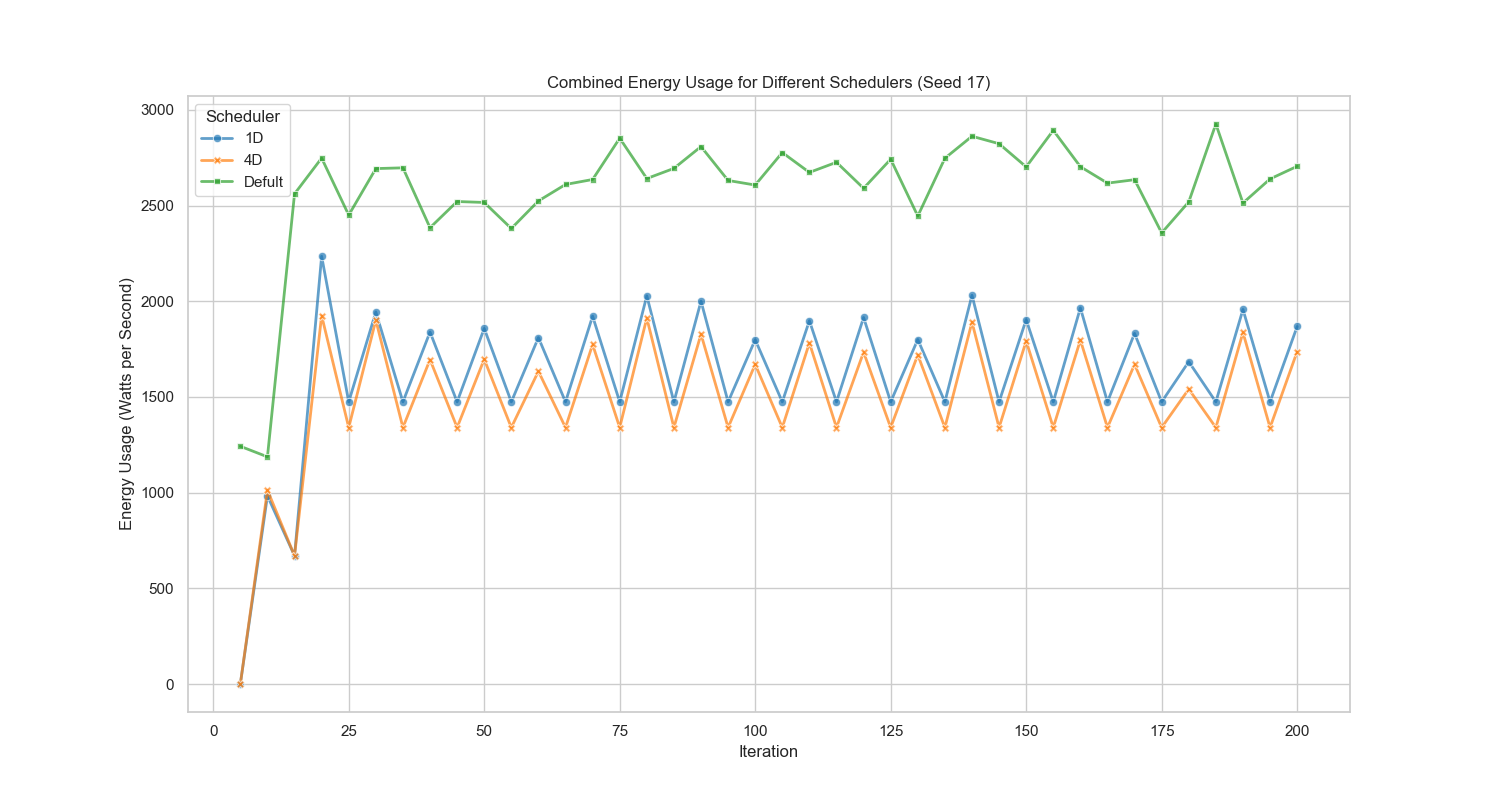 Combined Energy Usage for Different Schedulers (Seed 17)
Scheduler
1D
4D
Defult
Energy Usage (Watts per Second)
3000
2500
2000
1500
1000
500
0
0 25 50 75 100 125 150 175 200
Iteration